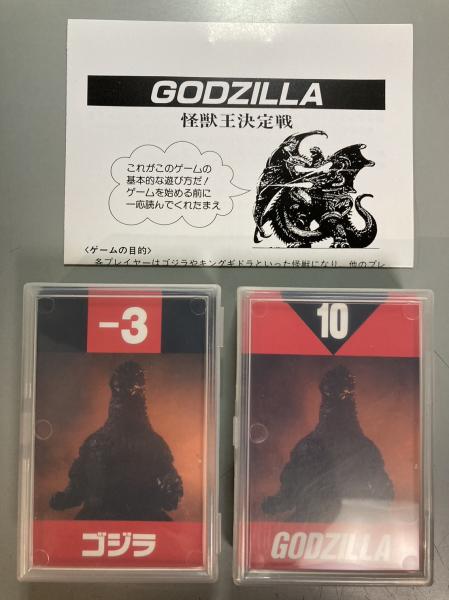 GODZILLA
怪獣王決定戦
これがこのゲームの
基本的な遊び方だ!
ゲームを始める前に
一応読んでくれたまえ
<ゲームの目的>
各プレイヤーはゴジラやキングギドラといった怪獣になり、他のプレ
-3
ゴジラ
10
GODZILLA